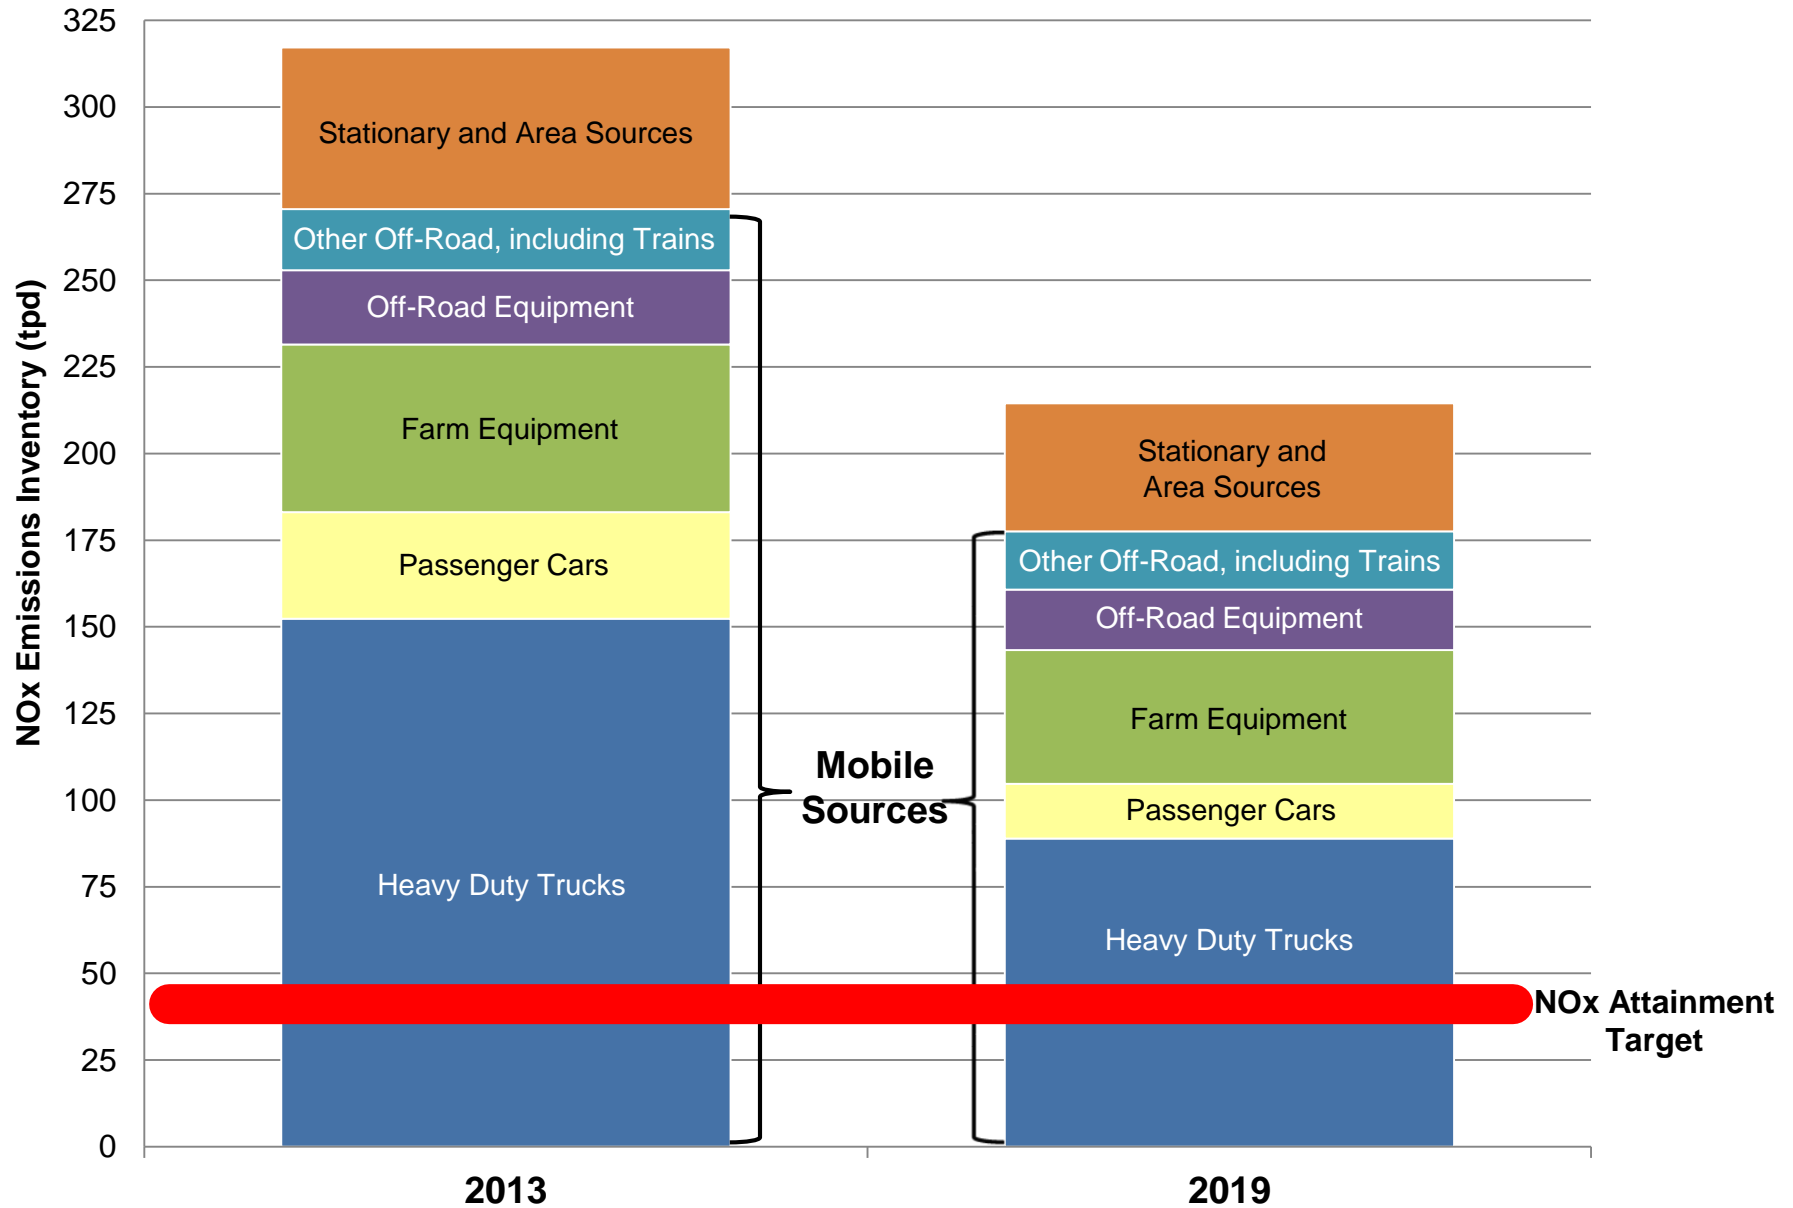 NOx Emissions Inventory (tpd)
325
300
275
250
225
200
175
150
125
100
75
50
25
0
Stationary and Area Sources
Other Off-Road, including Trains
Off-Road Equipment
Farm Equipment
Passenger Cars
Heavy Duty Trucks
Mobile
Sources
Stationary and
Area Sources
Other Off-Road, including Trains
Off-Road Equipment
Farm Equipment
Passenger Cars
Heavy Duty Trucks
NOx Attainment
Target
2013
2019